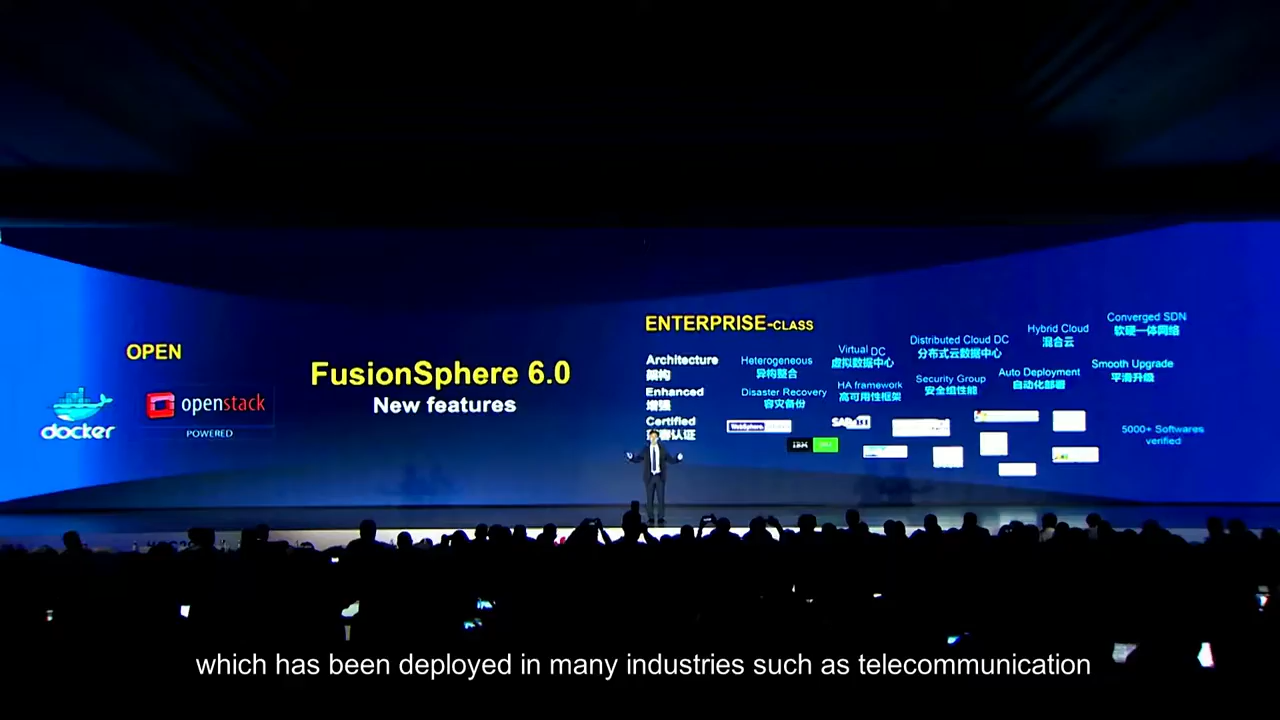 OPEN
docker
openstack
POWERED
FusionSphere 6.0
New features
ENTERPRISE-CLASS
Architecture
架构
Heterogeneous
异构整合
Virtual DC
虚拟数据中心
Distributed Cloud DC
分布式云数据中心
Hybrid Cloud
混合云
Converged SDN
软硬一体网络
Enhanced
增强
Disaster Recovery
容灾备份
HA framework
高可用性框架
Security Group
安全组性能
Auto Deployment
自动化部署
Smooth Upgrade
平滑升级
Certified
认证
WebSphere
SAP
IBM
5000+ Softwares
verified
which has been deployed in many industries such as telecommunication